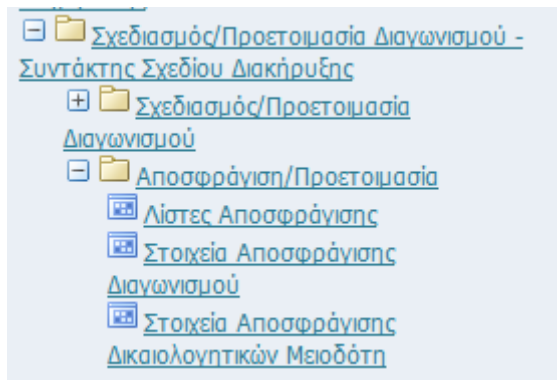 Σχεδιασμός/Προετοιμασία Διαγωνισμού -
Συντάκτης Σχεδίου Διακήρυξης
Σχεδιασμός/Προετοιμασία
Διαγωνισμού
Αποσφράγιση/Προετοιμασία
Λίστες Αποσφράγισης
Στοιχεία Αποσφράγισης
Διαγωνισμού
Στοιχεία Αποσφράγισης
Δικαιολογητικών Μειοδότη